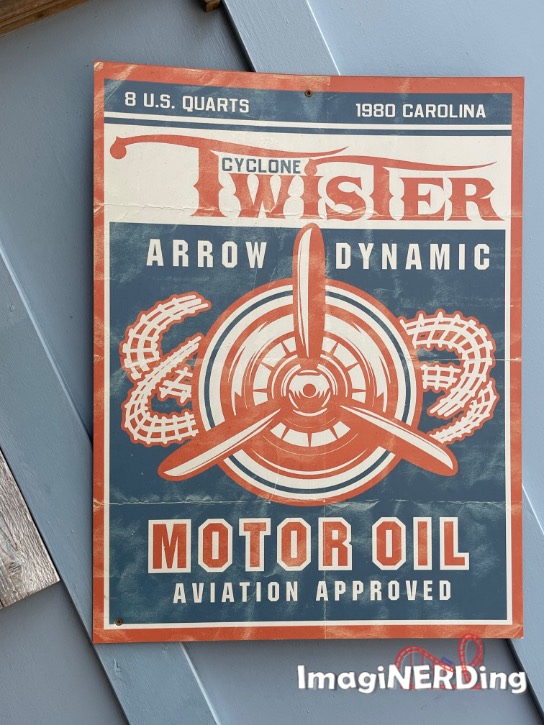 8 U.S. QUARTS 1980 CAROLINA
CYCLONE
TWISTER
ARROW DYNAMIC
MOTOR OIL
AVIATION APPROVED
ImagiNERDing